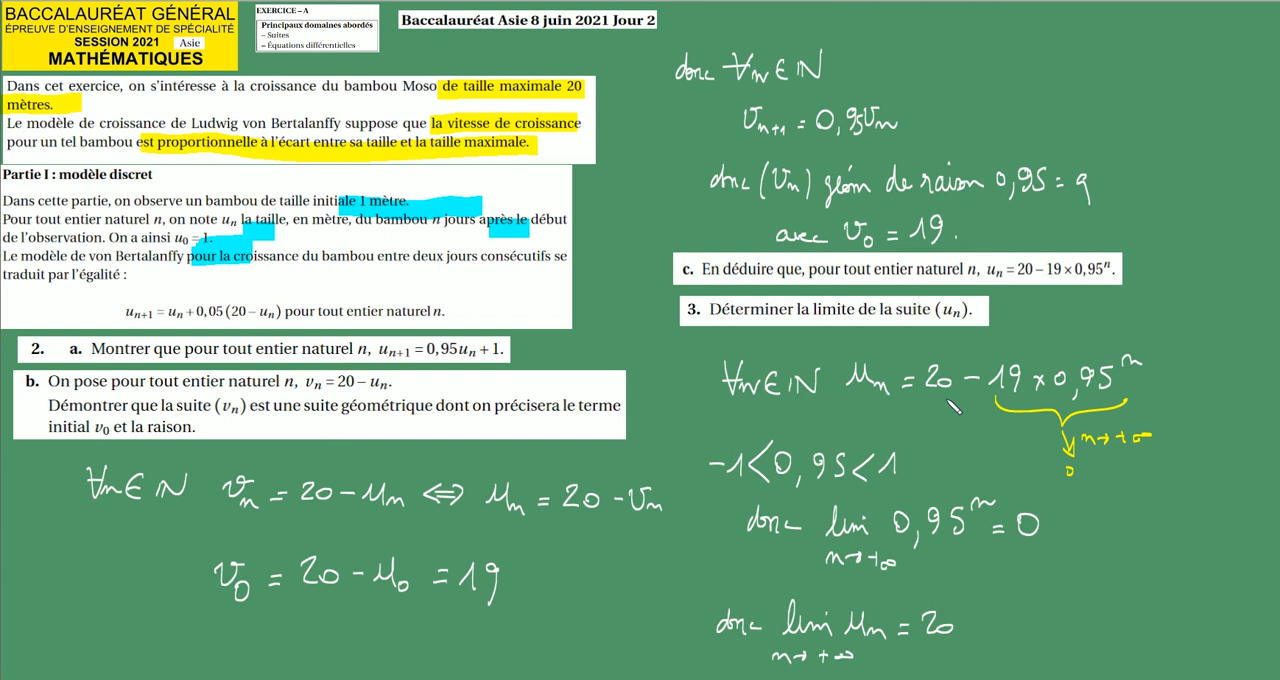 BACCALAURÉAT GÉNÉRAL
ÉPREUVE D'ENSEIGNEMENT DE SPÉCIALITÉ
SESSION 2021 Asie
MATHÉMATIQUES
EXERCICE – A
Principaux domaines abordés
– Suites
– Équations différentielles
Baccalauréat Asie 8 juin 2021 Jour 2
Dans cet exercice, on s'intéresse à la croissance du bambou Moso de taille maximale 20
mètres.
Le modèle de croissance de Ludwig von Bertalanffy suppose que la vitesse de croissance
pour un tel bambou est proportionnelle à l'écart entre sa taille et la taille maximale.
Partie I : modèle discret
Dans cette partie, on observe un bambou de taille initiale 1 mètre.
Pour tout entier naturel n, on note uₙ la taille, en mètre, du bambou n jours après le début
de l'observation. On a ainsi u₀ = 1.
Le modèle de von Bertalanffy pour la croissance du bambou entre deux jours consécutifs se
traduit par l'égalité :
uₙ₊₁ = uₙ + 0,05 (20 − uₙ) pour tout entier naturel n.
2. a. Montrer que pour tout entier naturel n, uₙ₊₁ = 0,95uₙ + 1.
b. On pose pour tout entier naturel n, vₙ = 20 − uₙ.
Démontrer que la suite (vₙ) est une suite géométrique dont on précisera le terme
initial v₀ et la raison.
∀n ∈ ℕ vₙ = 20 − uₙ ⟺ uₙ = 20 − vₙ
v₀ = 20 − u₀ = 19
donc ∀n ∈ ℕ
vₙ₊₁ = 0,95vₙ
donc (vₙ) géom de raison 0,95 = q
avec v₀ = 19.
c. En déduire que, pour tout entier naturel n, uₙ = 20 − 19 × 0,95ⁿ.
3. Déterminer la limite de la suite (uₙ).
∀n ∈ ℕ uₙ = 20 − 19 × 0,95ⁿ
n → +∞
0
−1 < 0,95 < 1
donc lim 0,95ⁿ = 0
n → +∞
donc lim uₙ = 20
n → +∞